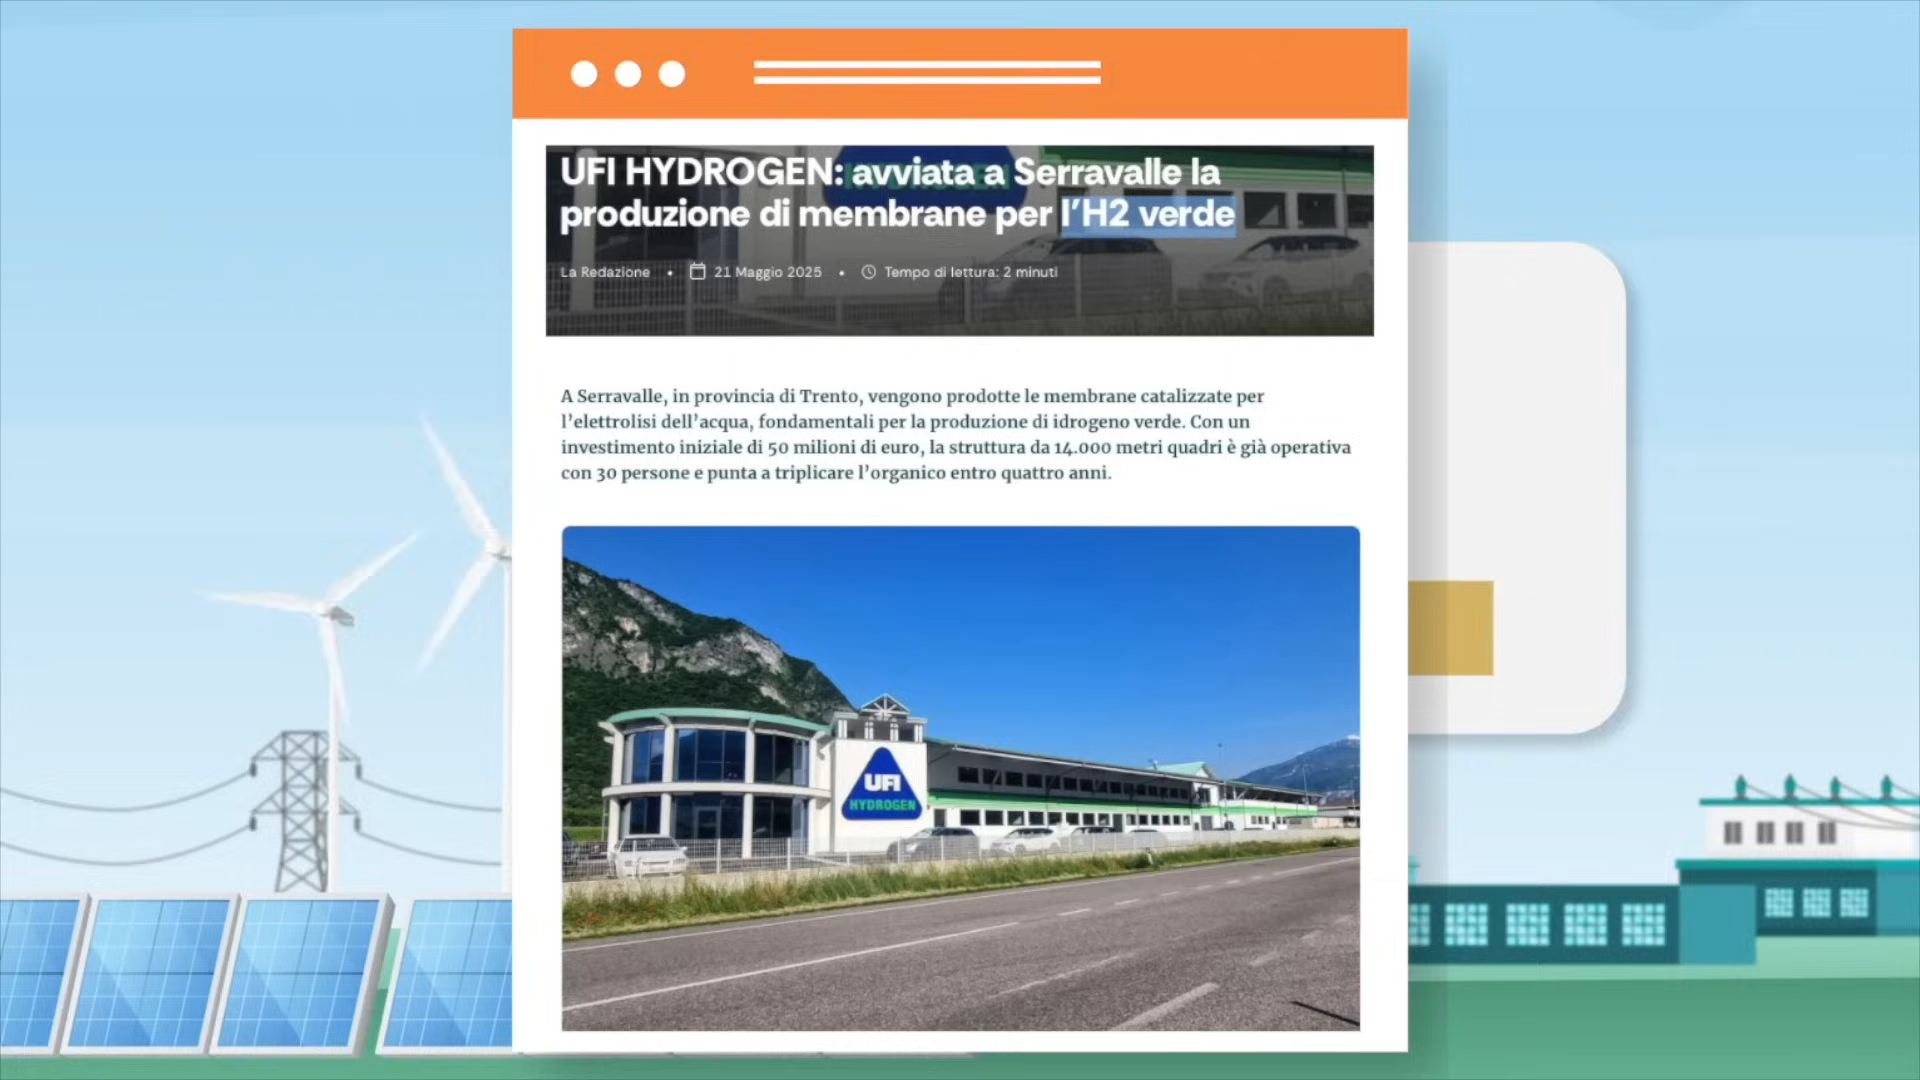 UFI HYDROGEN: avviata a Serravalle la
produzione di membrane per l’H2 verde
La Redazione • 21 Maggio 2025 • Tempo di lettura: 2 minuti
A Serravalle, in provincia di Trento, vengono prodotte le membrane catalizzate per
l’elettrolisi dell’acqua, fondamentali per la produzione di idrogeno verde. Con un
investimento iniziale di 50 milioni di euro, la struttura da 14.000 metri quadri è già operativa
con 30 persone e punta a triplicare l’organico entro quattro anni.
UFI
HYDROGEN